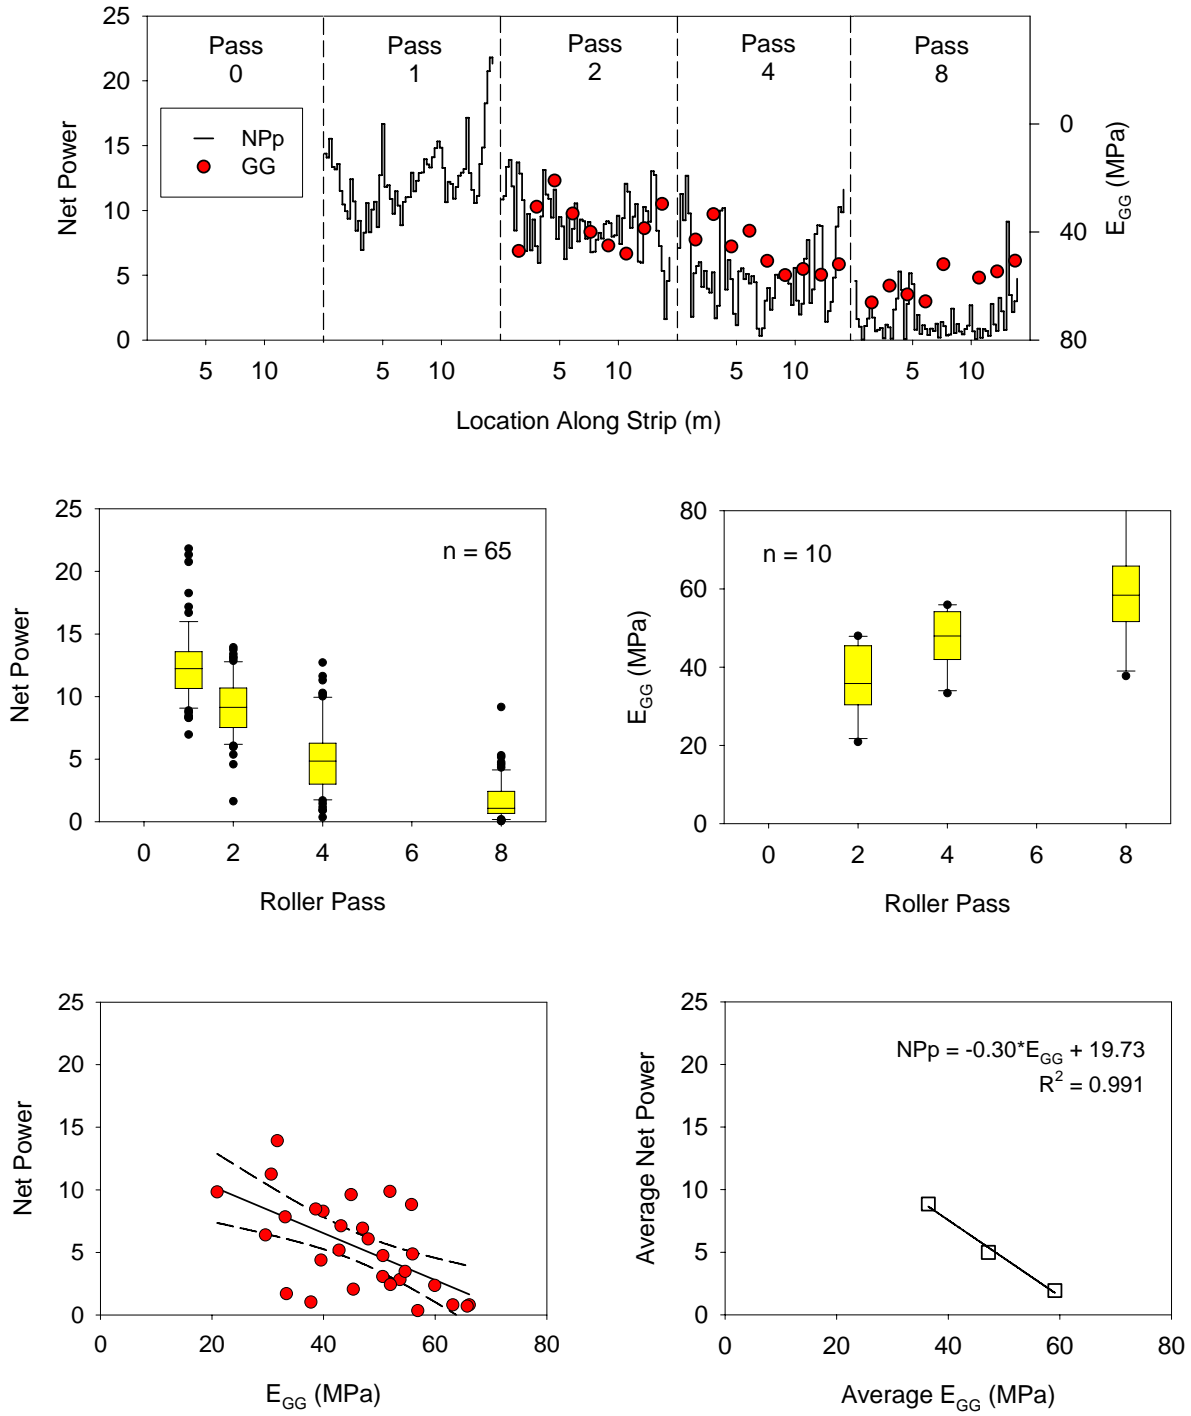 25
20
15
10
5
0
Net Power
Pass
0
Pass
1
Pass
2
Pass
4
Pass
8
NPp
GG
0
40
80
E_GG (MPa)
5 10 5 10 5 10 5 10 5 10
Location Along Strip (m)
25
20
15
10
5
0
Net Power
n = 65
0 2 4 6 8
Roller Pass
80
60
40
20
0
E_GG (MPa)
n = 10
0 2 4 6 8
Roller Pass
25
20
15
10
5
0
Net Power
0 20 40 60 80
E_GG (MPa)
25
20
15
10
5
0
Average Net Power
NPp = -0.30*E_GG + 19.73
R² = 0.991
0 20 40 60 80
Average E_GG (MPa)